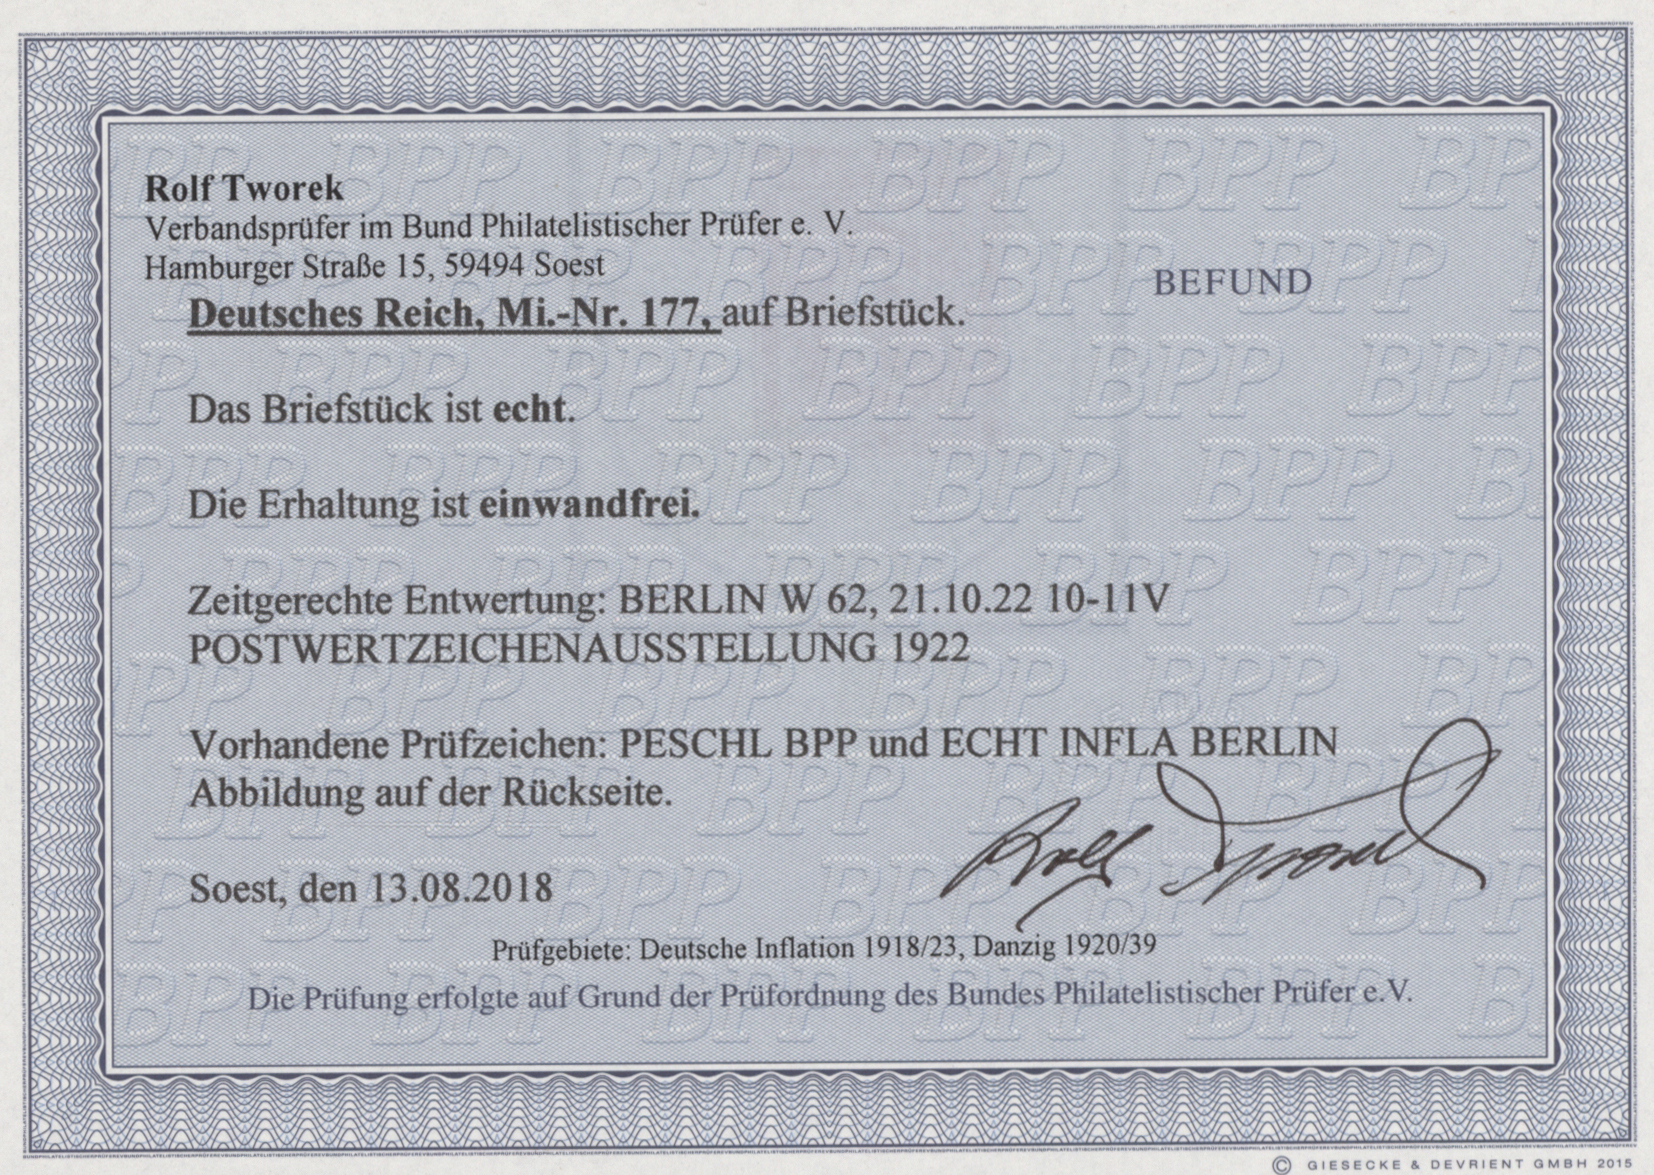 Rolf Tworek
Verbandsprüfer im Bund Philatelistischer Prüfer e. V.
Hamburger Straße 15, 59494 Soest
BEFUND
Deutsches Reich, Mi.-Nr. 177, auf Briefstück.
Das Briefstück ist echt.
Die Erhaltung ist einwandfrei.
Zeitgerechte Entwertung: BERLIN W 62, 21.10.22 10-11V
POSTWERTZEICHENAUSSTELLUNG 1922
Vorhandene Prüfzeichen: PESCHL BPP und ECHT INFLA BERLIN
Abbildung auf der Rückseite.
Rolf Tworek
Soest, den 13.08.2018
Prüfgebiete: Deutsche Inflation 1918/23, Danzig 1920/39
Die Prüfung erfolgte auf Grund der Prüfordnung des Bundes Philatelistischer Prüfer e.V.
© GIESECKE & DEVRIENT GMBH 2015